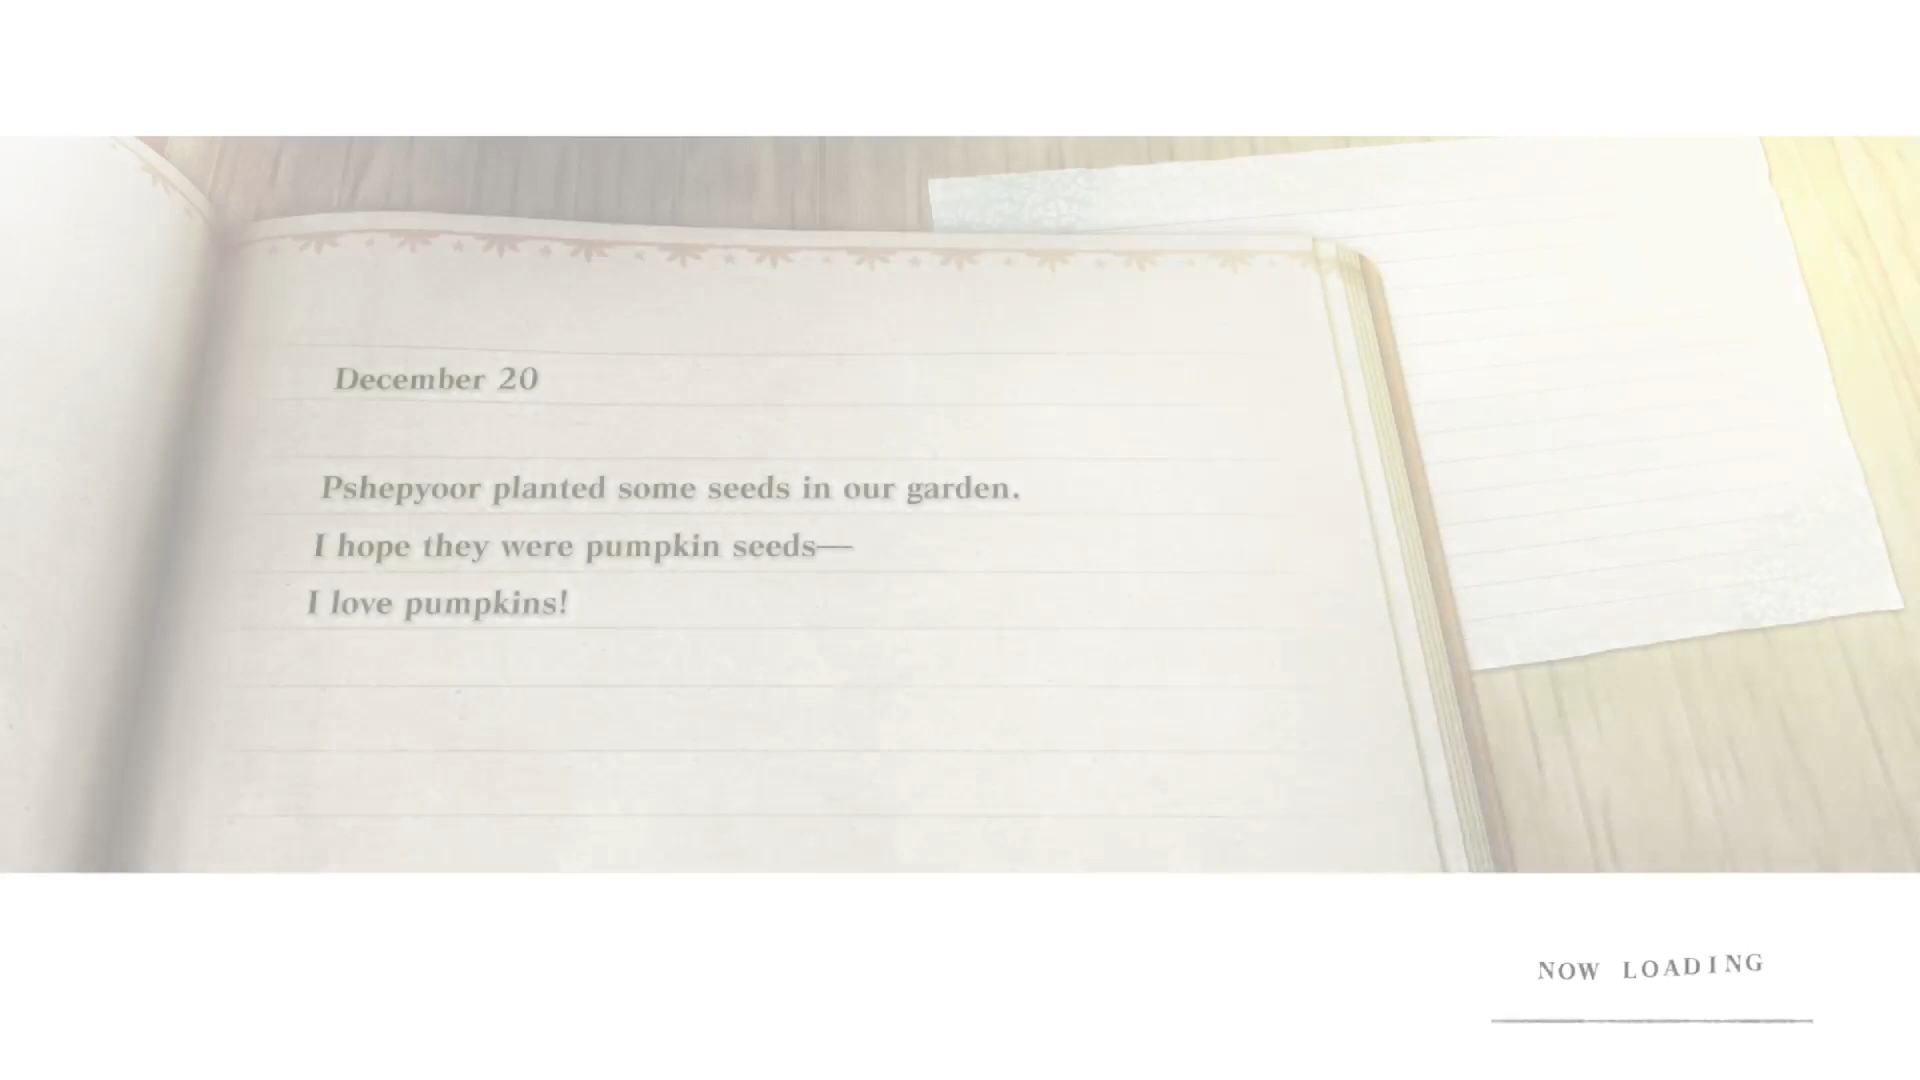 December 20
Pshepyoor planted some seeds in our garden.
I hope they were pumpkin seeds—
I love pumpkins!
NOW LOADING